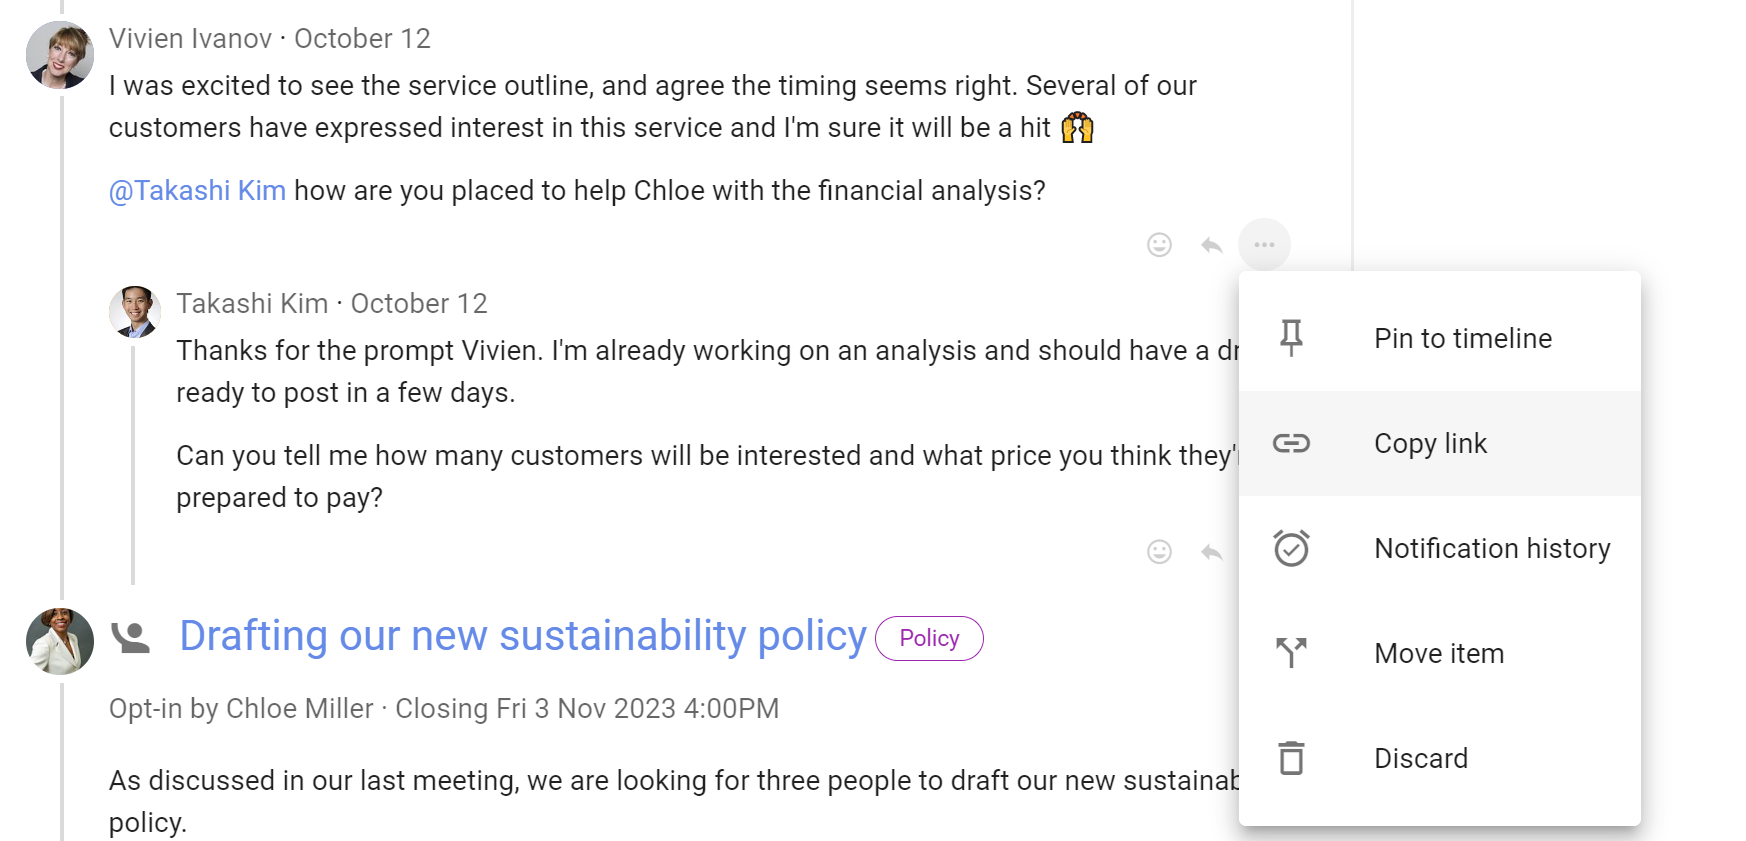 Vivien Ivanov · October 12
I was excited to see the service outline, and agree the timing seems right. Several of our
customers have expressed interest in this service and I'm sure it will be a hit 🙌
@Takashi Kim how are you placed to help Chloe with the financial analysis?
Takashi Kim · October 12
Thanks for the prompt Vivien. I'm already working on an analysis and should have a
ready to post in a few days.
Can you tell me how many customers will be interested and what price you think
prepared to pay?
Drafting our new sustainability policy Policy
Opt-in by Chloe Miller · Closing Fri 3 Nov 2023 4:00PM
As discussed in our last meeting, we are looking for three people to draft our new
policy.
Pin to timeline
Copy link
Notification history
Move item
Discard